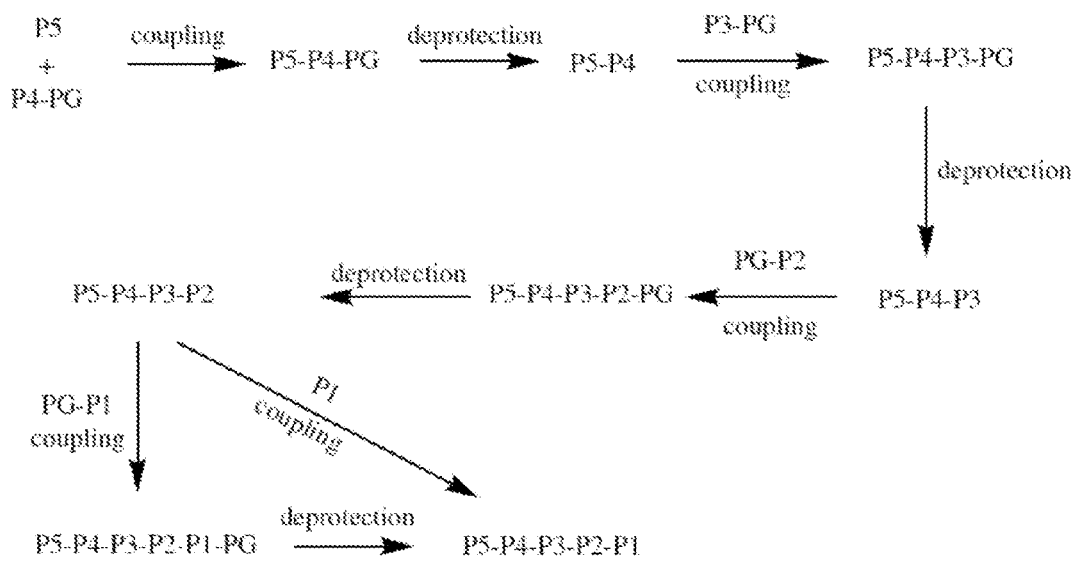 P5
+
P4-PG
coupling
P5-P4-PG
deprotection
P5-P4
P3-PG
coupling
P5-P4-P3-PG
deprotection
P5-P4-P3
PG-P2
coupling
P5-P4-P3-P2-PG
deprotection
P5-P4-P3-P2
PG-P1
coupling
P1
coupling
P5-P4-P3-P2-P1-PG
deprotection
P5-P4-P3-P2-P1